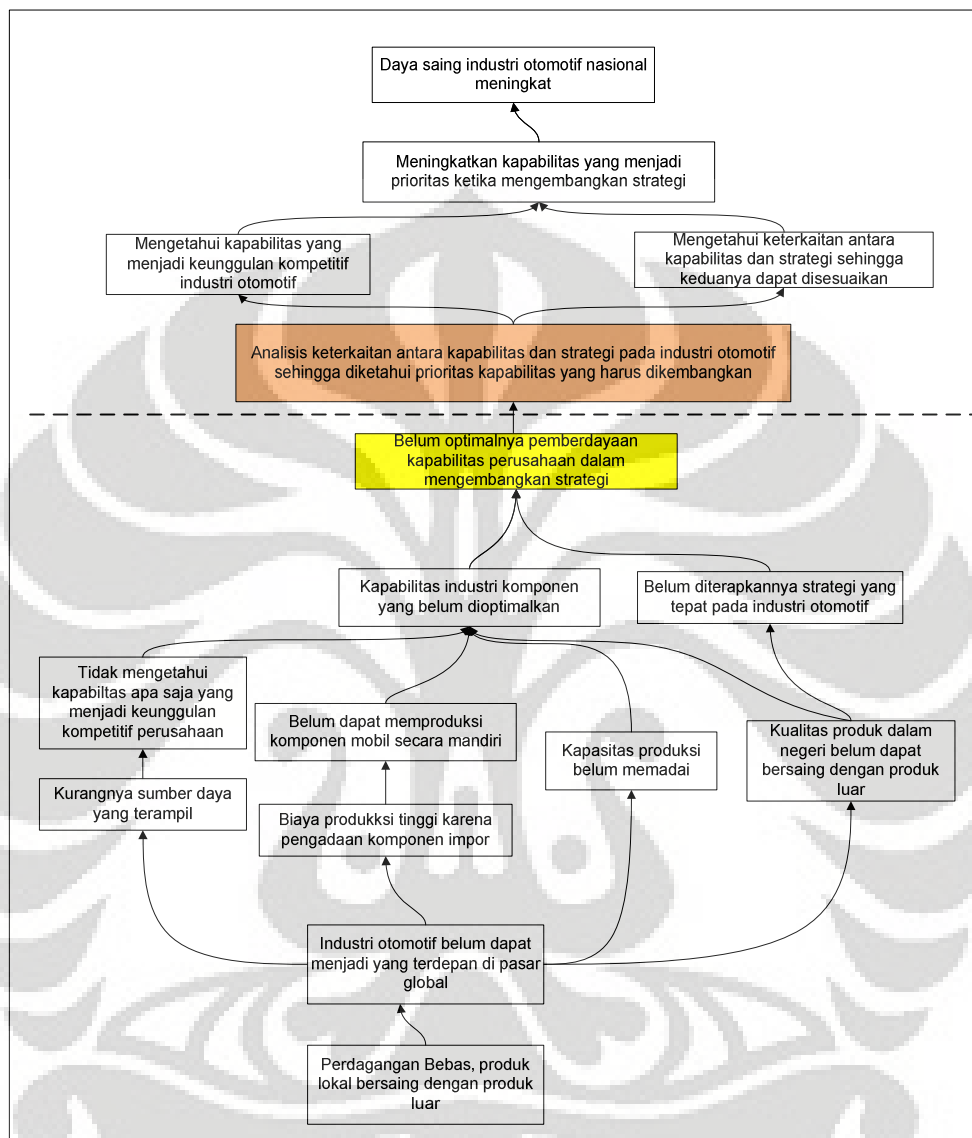 Daya saing industri otomotif nasional
meningkat
Meningkatkan kapabilitas yang menjadi
prioritas ketika mengembangkan strategi
Mengetahui kapabilitas yang
menjadi keunggulan kompetitif
industri otomotif
Mengetahui keterkaitan antara
kapabilitas dan strategi sehingga
keduanya dapat disesuaikan
Analisis keterkaitan antara kapabilitas dan strategi pada industri otomotif
sehingga diketahui prioritas kapabilitas yang harus dikembangkan
Belum optimalnya pemberdayaan
kapabilitas perusahaan dalam
mengembangkan strategi
Kapabilitas industri komponen
yang belum dioptimalkan
Belum diterapkannya strategi yang
tepat pada industri otomotif
Tidak mengetahui
kapabiltas apa saja yang
menjadi keunggulan
kompetitif perusahaan
Belum dapat memproduksi
komponen mobil secara mandiri
Kapasitas produksi
belum memadai
Kualitas produk dalam
negeri belum dapat
bersaing dengan produk
luar
Kurangnya sumber daya
yang terampil
Biaya produkksi tinggi karena
pengadaan komponen impor
Industri otomotif belum dapat
menjadi yang terdepan di pasar
global
Perdagangan Bebas, produk
lokal bersaing dengan produk
luar